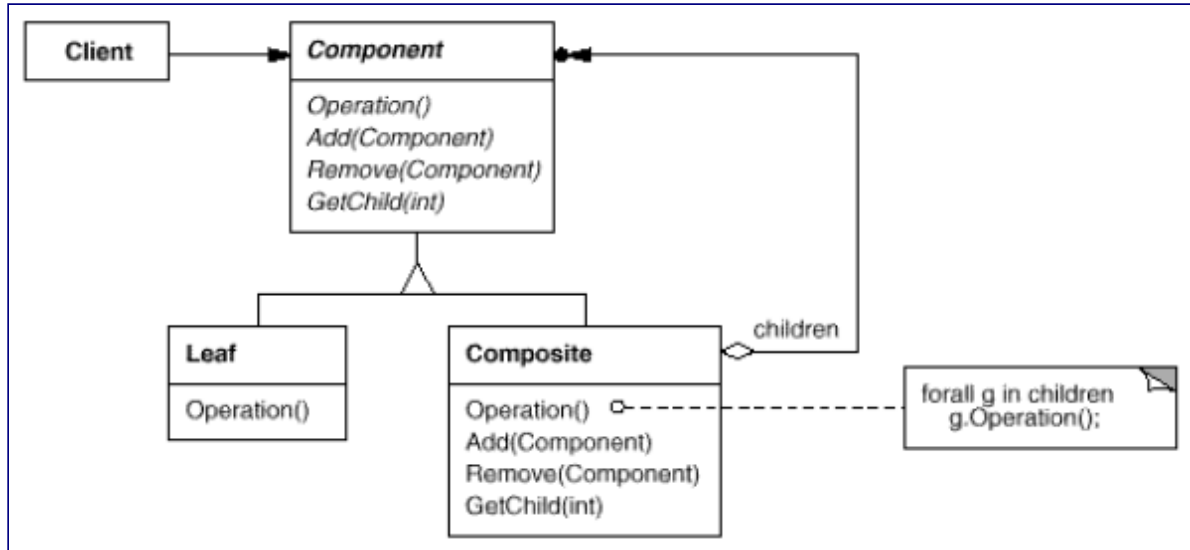 Client
Component
Operation()
Add(Component)
Remove(Component)
GetChild(int)
children
Leaf
Operation()
Composite
Operation()
Add(Component)
Remove(Component)
GetChild(int)
forall g in children
g.Operation();